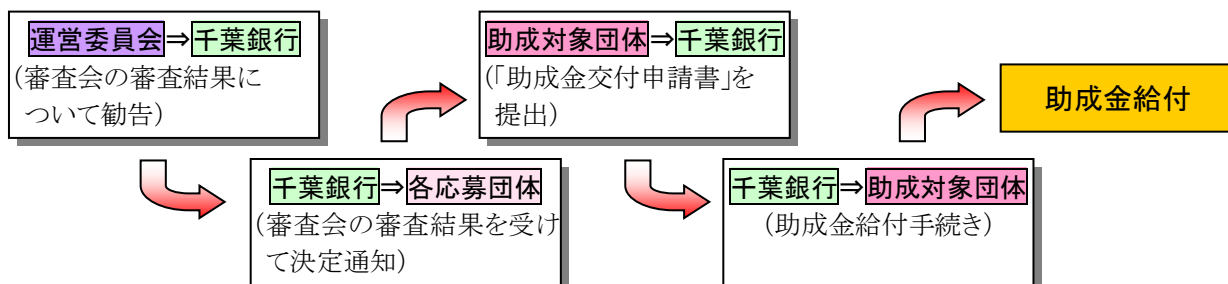 運営委員会⇒千葉銀行
（審査会の審査結果に
ついて勧告）
千葉銀行⇒各応募団体
（審査会の審査結果を受け
て決定通知）
助成対象団体⇒千葉銀行
（「助成金交付申請書」を
提出）
千葉銀行⇒助成対象団体
（助成金給付手続き）
助成金給付